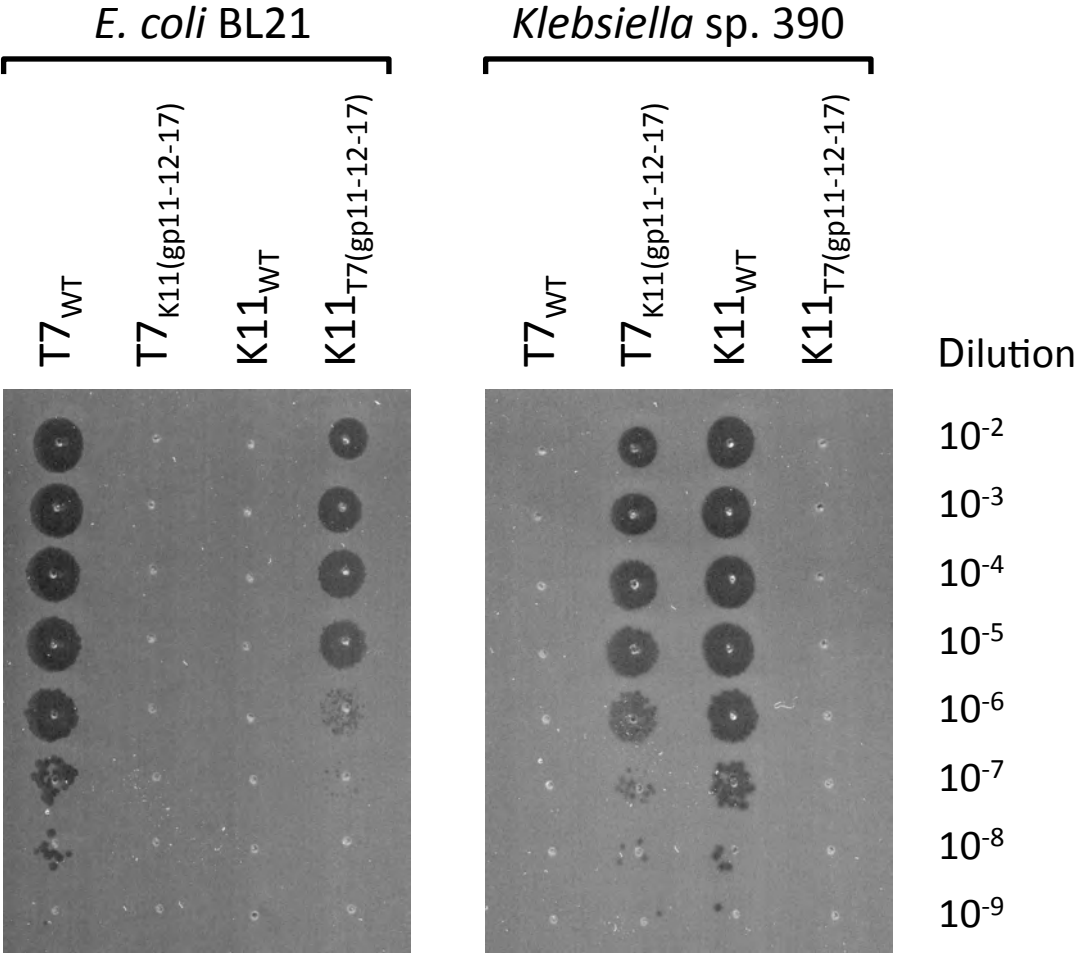 E. coli BL21
Klebsiella sp. 390
T7WT
T7K11(gp11-12-17)
K11WT
K11T7(gp11-12-17)
T7WT
T7K11(gp11-12-17)
K11WT
K11T7(gp11-12-17)
Dilution
10-2
10-3
10-4
10-5
10-6
10-7
10-8
10-9